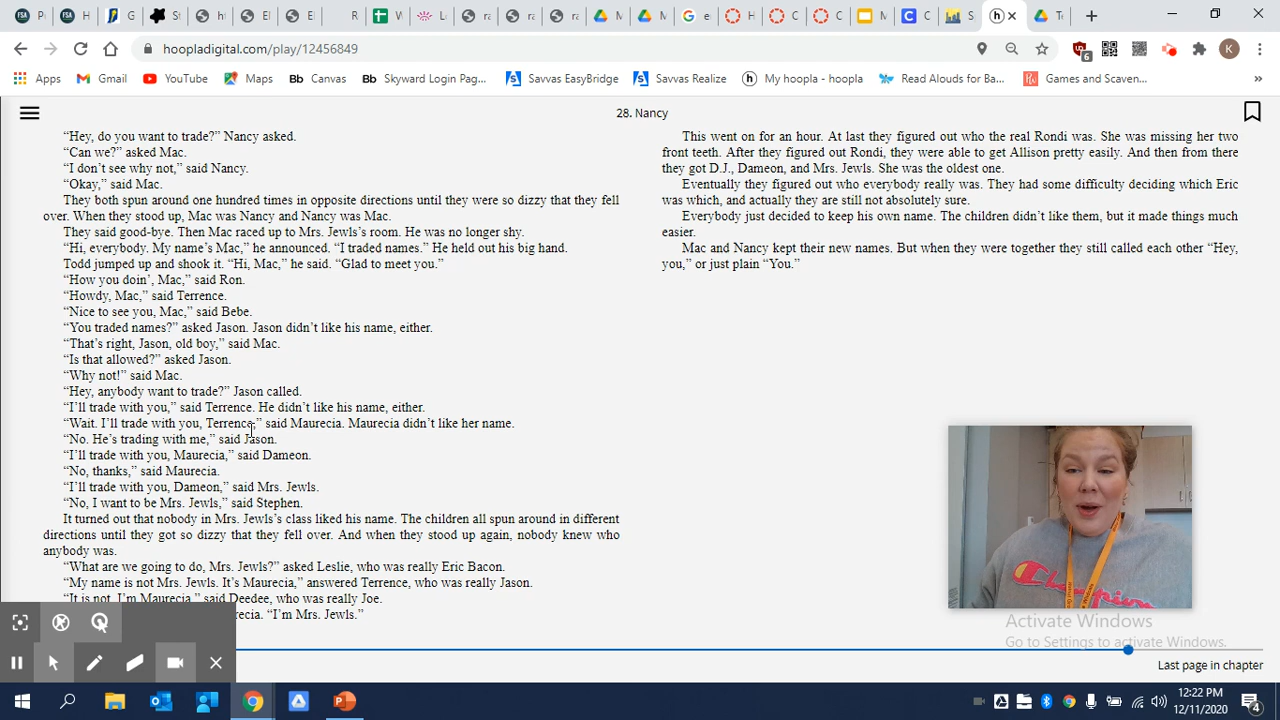 hoopladigital.com/play/12456849
6
K
Apps
Gmail
YouTube
Maps
Bb Canvas
Bb Skyward Login Pag...
Savvas EasyBridge
Savvas Realize
My hoopla - hoopla
Read Alouds for Ba...
Games and Scaven...
»
28. Nancy
“Hey, do you want to trade?” Nancy asked.
“Can we?” asked Mac.
“I don’t see why not,” said Nancy.
“Okay,” said Mac.
They both spun around one hundred times in opposite directions until they were so dizzy that they fell
over. When they stood up, Mac was Nancy and Nancy was Mac.
They said good-bye. Then Mac raced up to Mrs. Jewls’s room. He was no longer shy.
“Hi, everybody. My name’s Mac,” he announced. “I traded names.” He held out his big hand.
Todd jumped up and shook it. “Hi, Mac,” he said. “Glad to meet you.”
“How you doin’, Mac,” said Ron.
“Howdy, Mac,” said Terrence.
“Nice to see you, Mac,” said Bebe.
“You traded names?” asked Jason. Jason didn’t like his name, either.
“That’s right, Jason, old boy,” said Mac.
“Is that allowed?” asked Jason.
“Why not!” said Mac.
“Hey, anybody want to trade?” Jason called.
“I’ll trade with you,” said Terrence. He didn’t like his name, either.
“Wait. I’ll trade with you, Terrence,” said Maurecia. Maurecia didn’t like her name.
“No. He’s trading with me,” said Jason.
“I’ll trade with you, Maurecia,” said Dameon.
“No, thanks,” said Maurecia.
“I’ll trade with you, Dameon,” said Mrs. Jewls.
“No, I want to be Mrs. Jewls,” said Stephen.
It turned out that nobody in Mrs. Jewls’s class liked his name. The children all spun around in different
directions until they got so dizzy that they fell over. And when they stood up again, nobody knew who
anybody was.
“What are we going to do, Mrs. Jewls?” asked Leslie, who was really Eric Bacon.
“My name is not Mrs. Jewls. It’s Maurecia,” answered Terrence, who was really Jason.
“It is not. I’m Maurecia,” said Deedee, who was really Joe.
“I’m Mrs. Jewls.”
This went on for an hour. At last they figured out who the real Rondi was. She was missing her two
front teeth. After they figured out Rondi, they were able to get Allison pretty easily. And then from there
they got D.J., Dameon, and Mrs. Jewls. She was the oldest one.
Eventually they figured out who everybody really was. They had some difficulty deciding which Eric
was which, and actually they are still not absolutely sure.
Everybody just decided to keep his own name. The children didn’t like them, but it made things much
easier.
Mac and Nancy kept their new names. But when they were together they still called each other “Hey,
you,” or just plain “You.”
Champion
Activate Windows
Go to Settings to activate Windows.
Last page in chapter
12:22 PM
12/11/2020
4